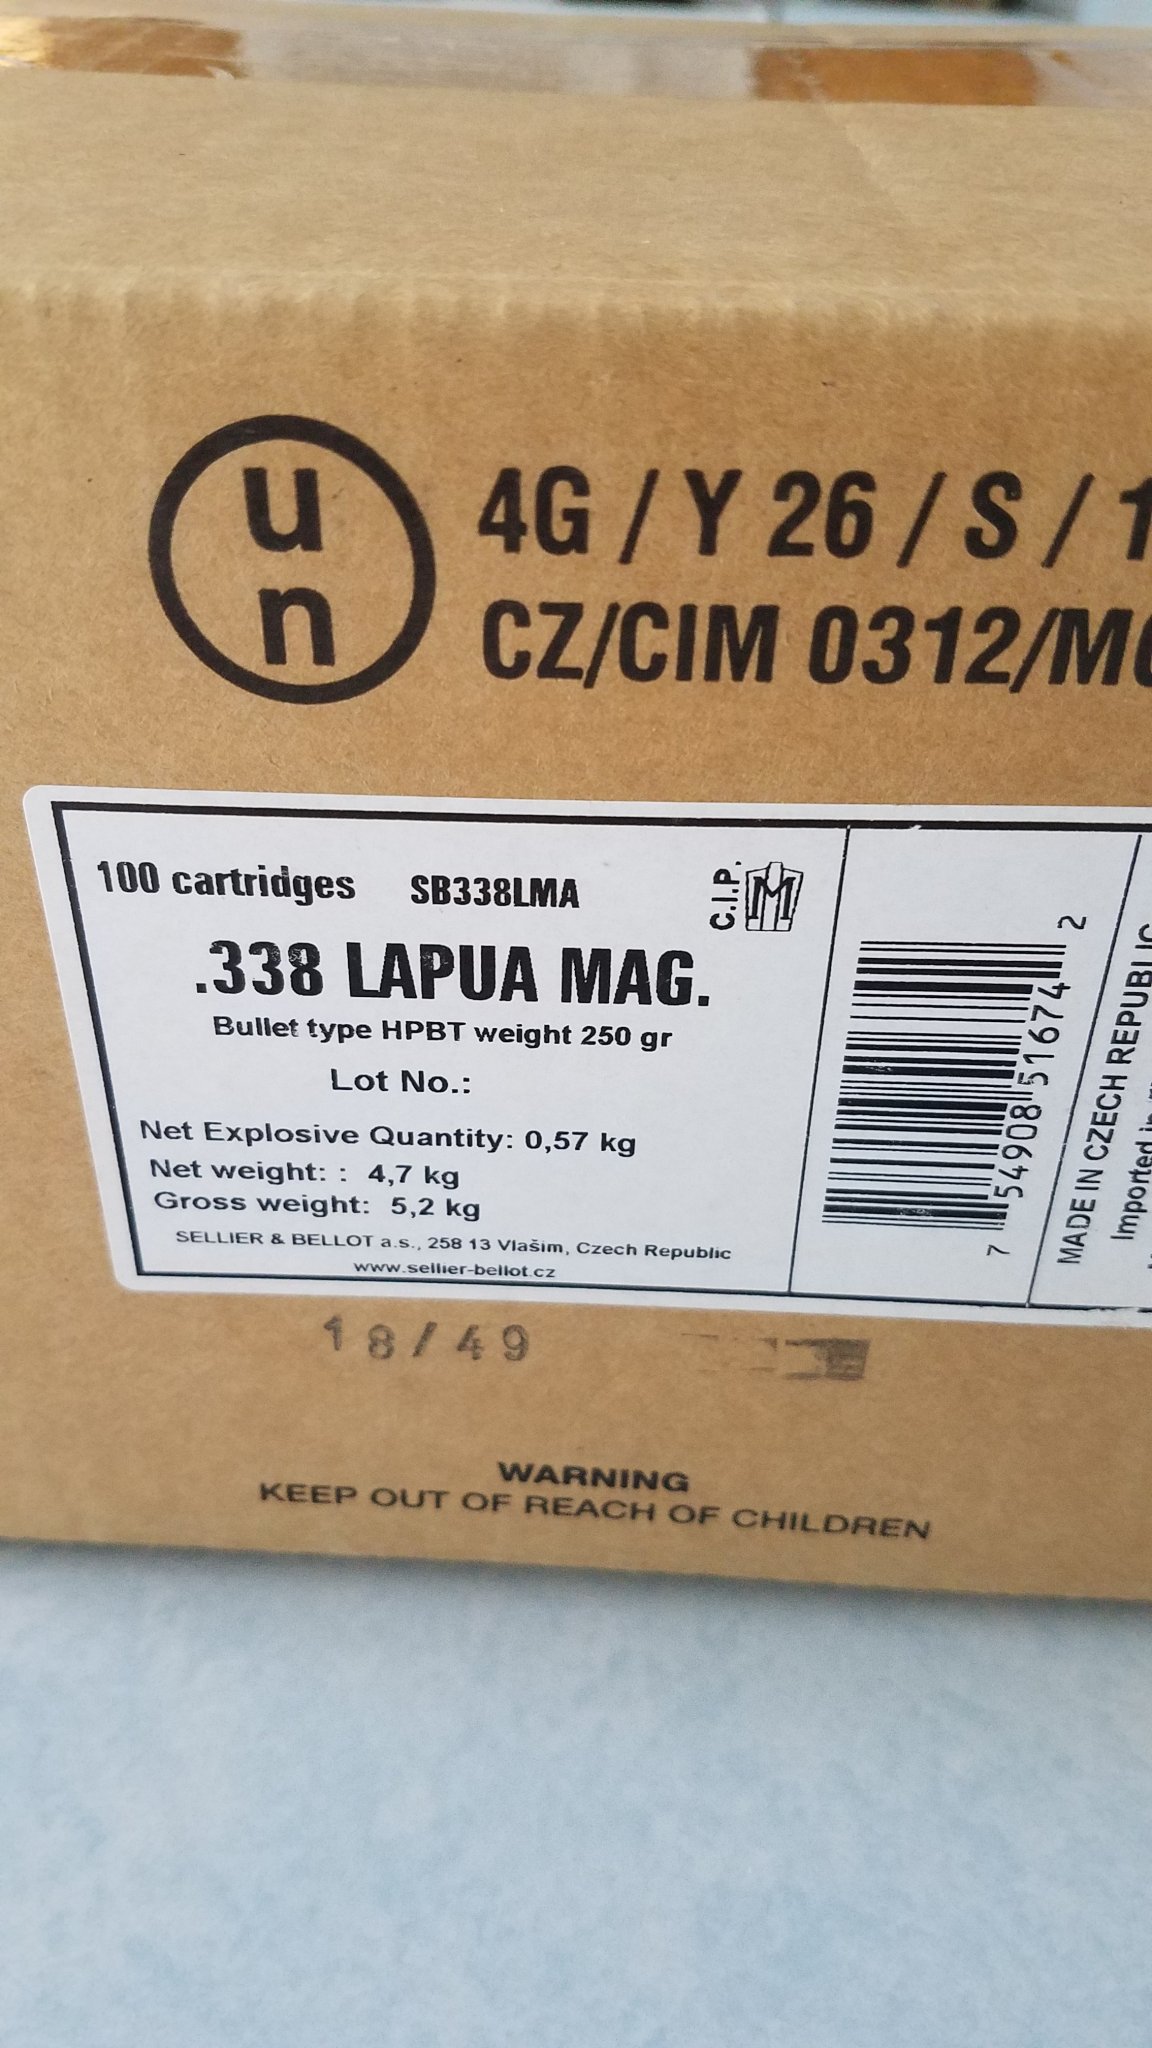 un
4G / Y 26 / S / 1
CZ/CIM 0312/M
100 cartridges SB338LMA
C.I.P.
.338 LAPUA MAG.
Bullet type HPBT weight 250 gr
Lot No.:
Net Explosive Quantity: 0,57 kg
Net weight: : 4,7 kg
Gross weight: 5,2 kg
SELLIER & BELLOT a.s., 258 13 Vlašim, Czech Republic
www.sellier-bellot.cz
7 54908 51674 2
MADE IN CZECH REPUBLIC
Imported
18/49
WARNING
KEEP OUT OF REACH OF CHILDREN